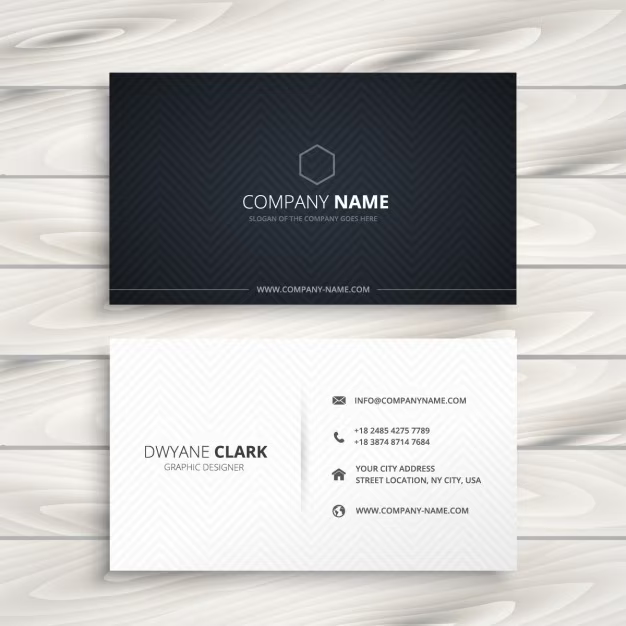 COMPANY NAME
SLOGAN OF THE COMPANY GOES HERE
WWW.COMPANY-NAME.COM
DWYANE CLARK
GRAPHIC DESIGNER
INFO@COMPANYNAME.COM
+18 2485 4275 7789
+18 3874 8714 7684
YOUR CITY ADDRESS
STREET LOCATION, NY CITY, USA
WWW.COMPANY-NAME.COM